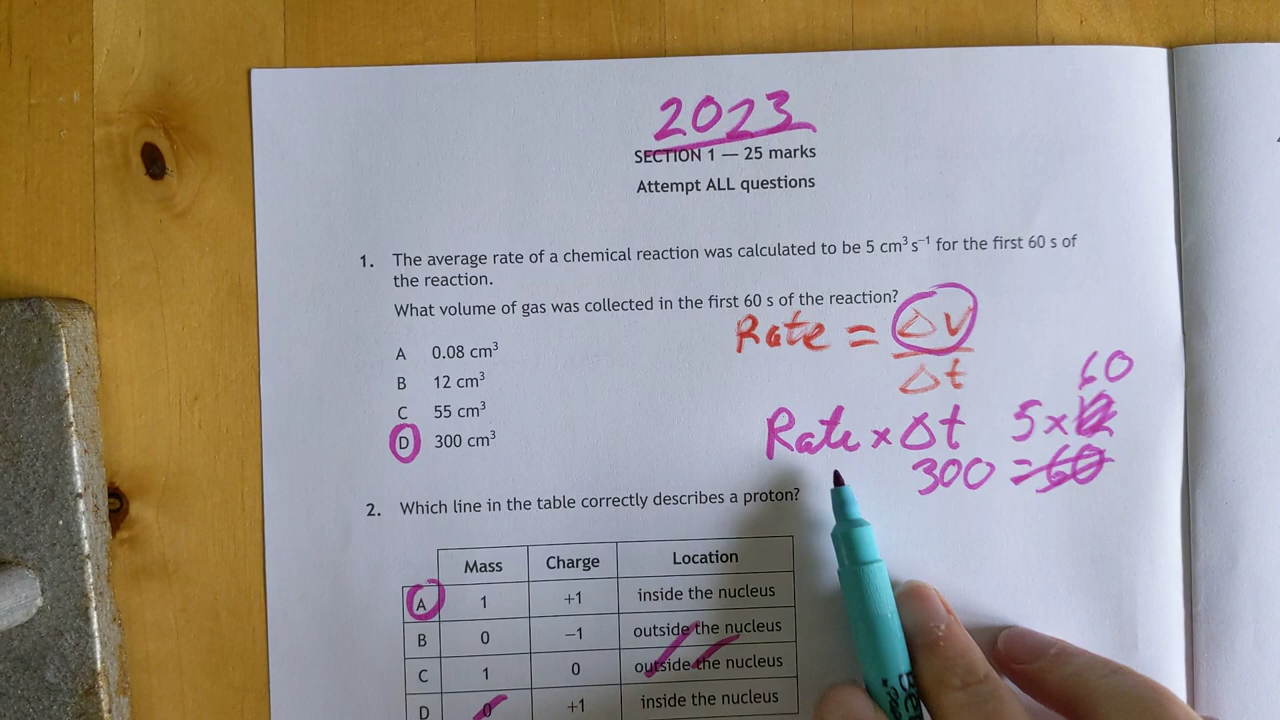 2023
SECTION 1 — 25 marks
Attempt ALL questions
1. The average rate of a chemical reaction was calculated to be 5 cm³ s⁻¹ for the first 60 s of
the reaction.
What volume of gas was collected in the first 60 s of the reaction?
Rate = ΔV
Δt
A 0.08 cm³
B 12 cm³
C 55 cm³
D 300 cm³
60
Rate × Δt 5 ×
300 = 60
2. Which line in the table correctly describes a proton?
Mass Charge Location
A 1 +1 inside the nucleus
B 0 −1 outside the nucleus
C 1 0 outside the nucleus
D 0 +1 inside the nucleus